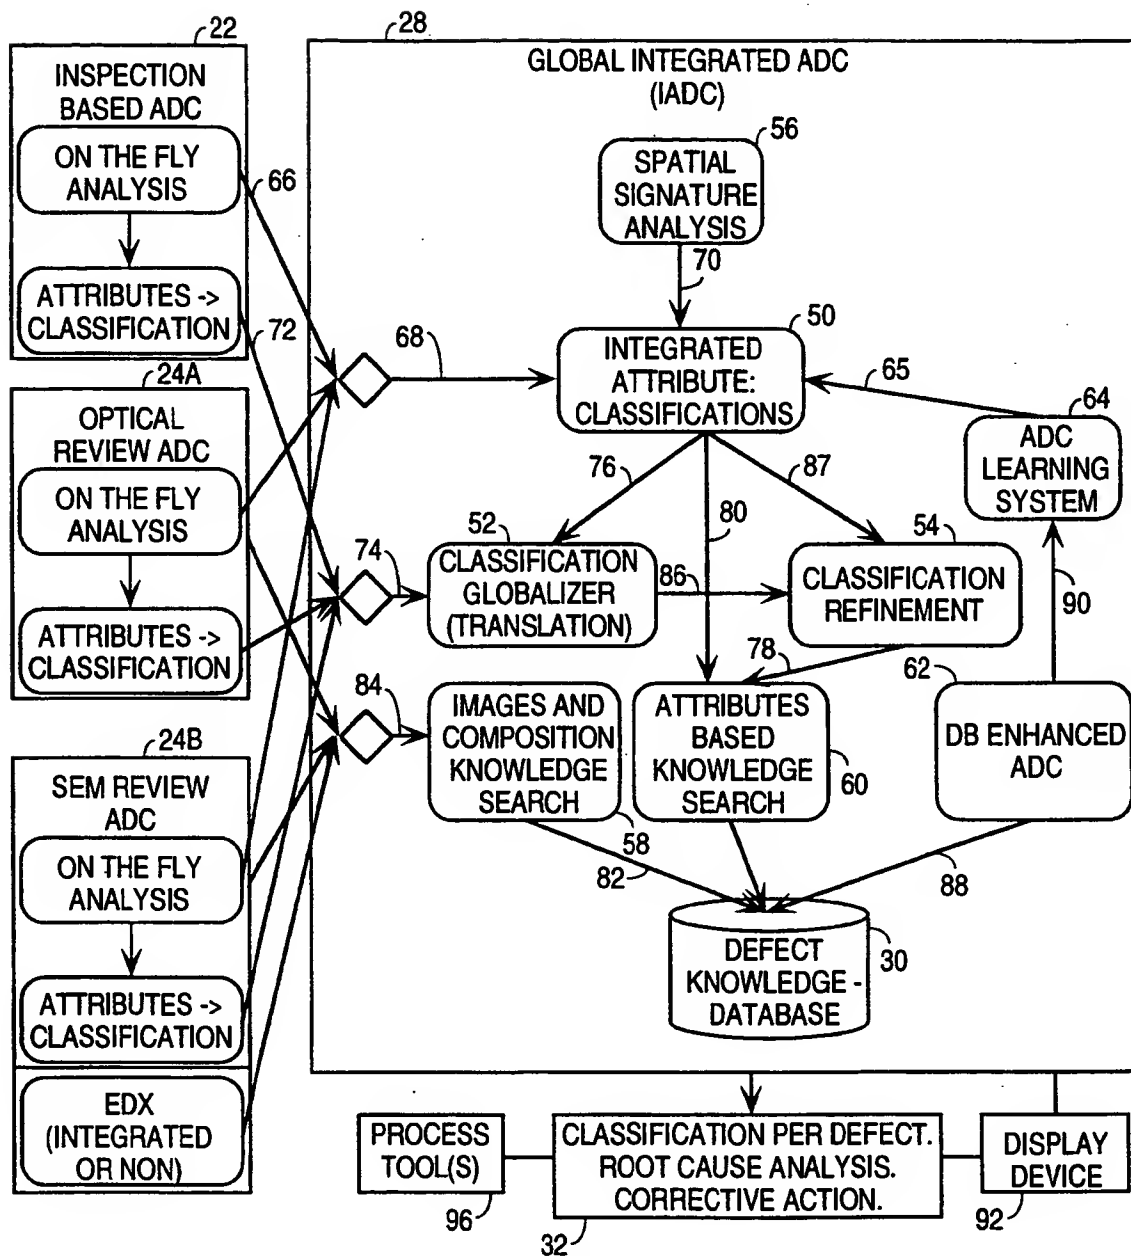 22
INSPECTION
BASED ADC
ON THE FLY
ANALYSIS
ATTRIBUTES ->
CLASSIFICATION
24A
OPTICAL
REVIEW ADC
ON THE FLY
ANALYSIS
ATTRIBUTES ->
CLASSIFICATION
24B
SEM REVIEW
ADC
ON THE FLY
ANALYSIS
ATTRIBUTES ->
CLASSIFICATION
EDX
(INTEGRATED
OR NON)
66
72
28
GLOBAL INTEGRATED ADC
(IADC)
56
SPATIAL
SIGNATURE
ANALYSIS
70
50
68
INTEGRATED
ATTRIBUTE:
CLASSIFICATIONS
65
64
ADC
LEARNING
SYSTEM
76
80
87
90
74
52
CLASSIFICATION
GLOBALIZER
(TRANSLATION)
86
54
CLASSIFICATION
REFINEMENT
78
84
IMAGES AND
COMPOSITION
KNOWLEDGE
SEARCH
58
ATTRIBUTES
BASED
KNOWLEDGE
SEARCH
60
62
DB ENHANCED
ADC
82
88
DEFECT
KNOWLEDGE -
DATABASE
30
PROCESS
TOOL(S)
96
CLASSIFICATION PER DEFECT.
ROOT CAUSE ANALYSIS.
CORRECTIVE ACTION.
32
DISPLAY
DEVICE
92